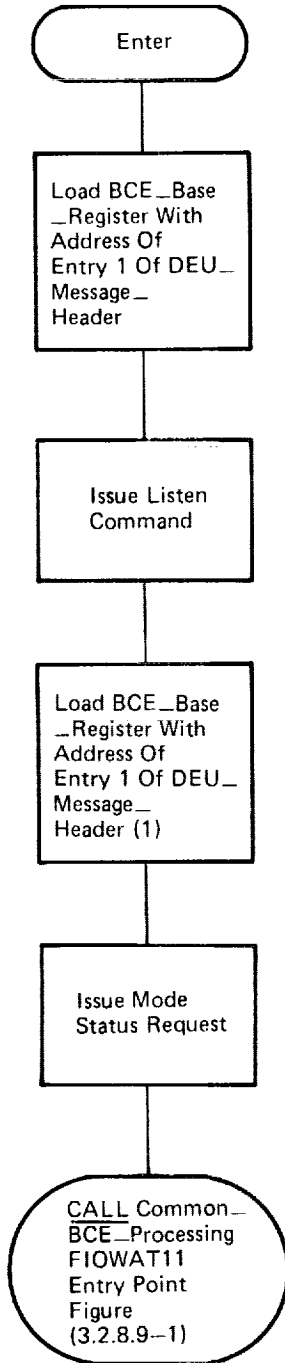 Enter
Load BCE_Base
_Register With
Address Of
Entry 1 Of DEU_
Message_
Header
Issue Listen
Command
Load BCE_Base
_Register With
Address Of
Entry 1 Of DEU_
Message_
Header (1)
Issue Mode
Status Request
CALL Common_
BCE_Processing
FIOWAT11
Entry Point
Figure
(3.2.8.9–1)